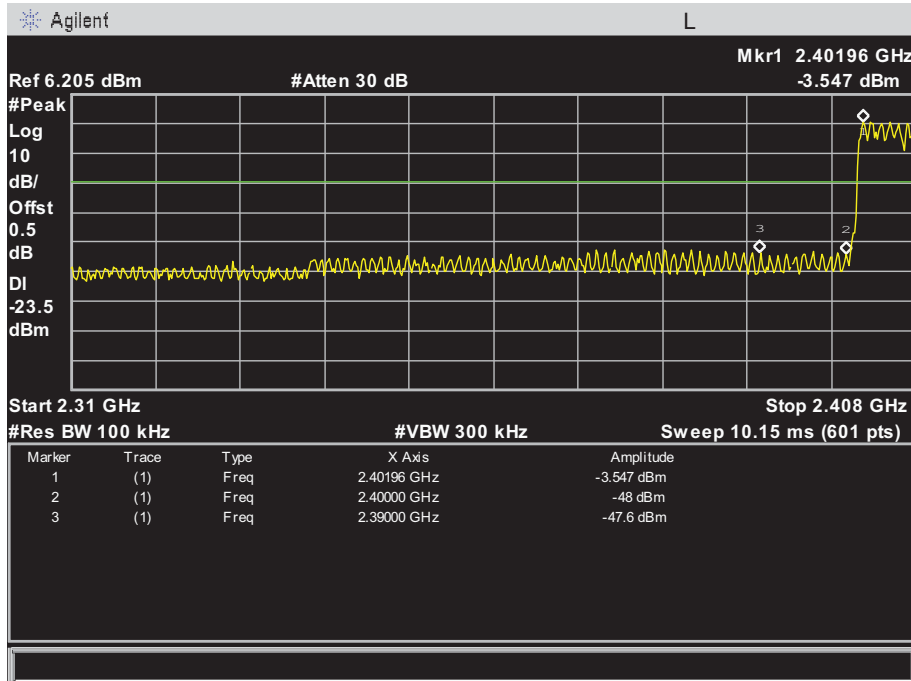 Agilent L
Mkr1 2.40196 GHz
Ref 6.205 dBm #Atten 30 dB -3.547 dBm
#Peak
Log
10
dB/
Offst
0.5
dB
DI
-23.5
dBm
1
3 2
Start 2.31 GHz Stop 2.408 GHz
#Res BW 100 kHz #VBW 300 kHz Sweep 10.15 ms (601 pts)
Marker Trace Type X Axis Amplitude
1 (1) Freq 2.40196 GHz -3.547 dBm
2 (1) Freq 2.40000 GHz -48 dBm
3 (1) Freq 2.39000 GHz -47.6 dBm